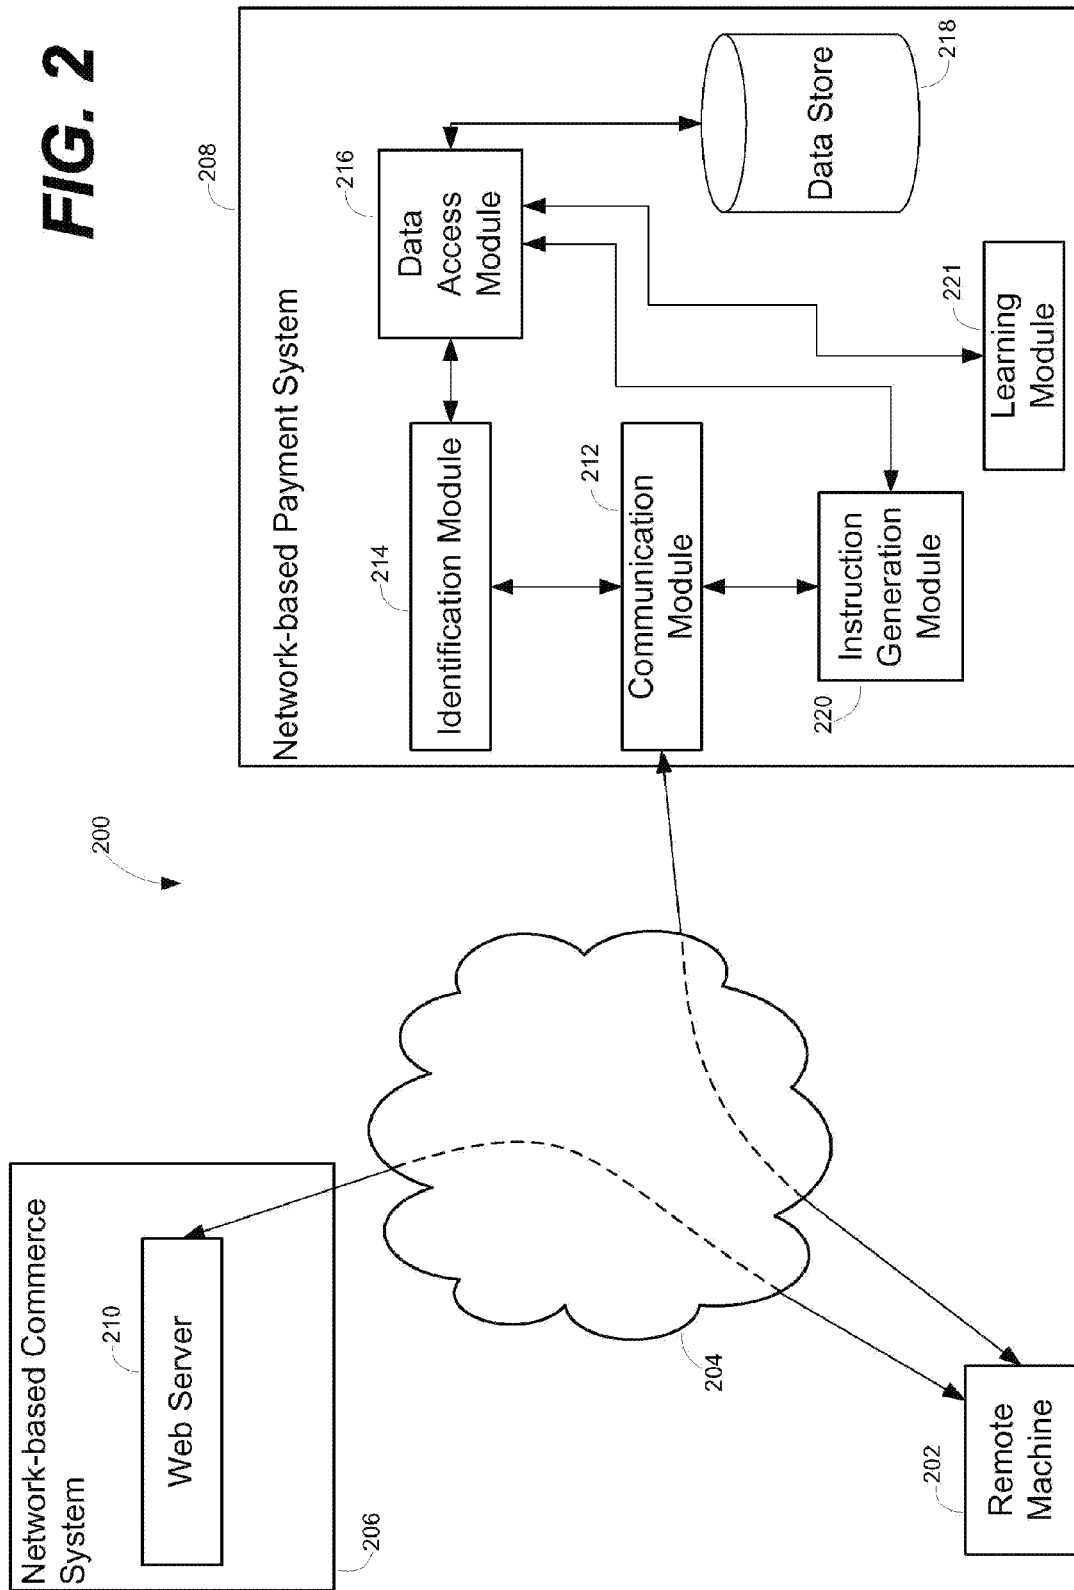 FIG. 2
200
Network-based Commerce
System
206
210
Web Server
204
202
Remote
Machine
208
Network-based Payment System
214
Identification Module
216
Data
Access
Module
212
Communication
Module
220
Instruction
Generation
Module
221
Learning
Module
Data Store
218